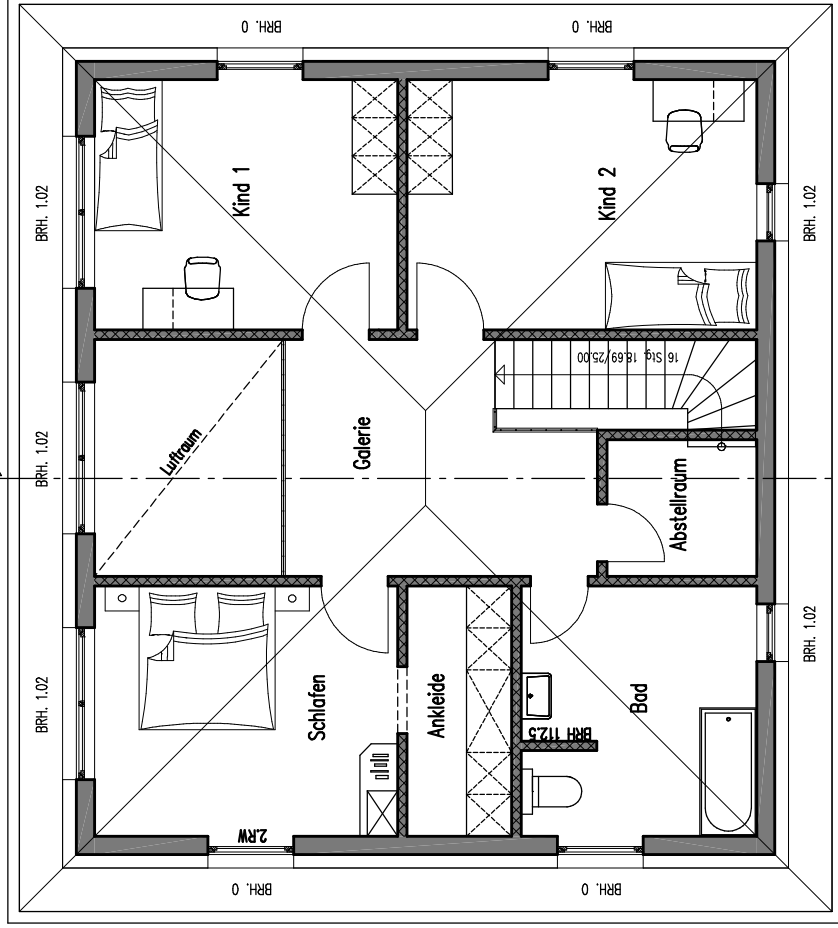 BRH. 0
BRH. 0
BRH. 1.02
Kind 1
Kind 2
BRH. 1.02
16 Stg. 18.69/25.00
BRH. 1.02
Luftraum
Galerie
Abstellraum
BRH. 1.02
BRH. 1.02
Schlafen
Ankleide
Bad
BRH 112.5
2.RW
BRH. 0
BRH. 0